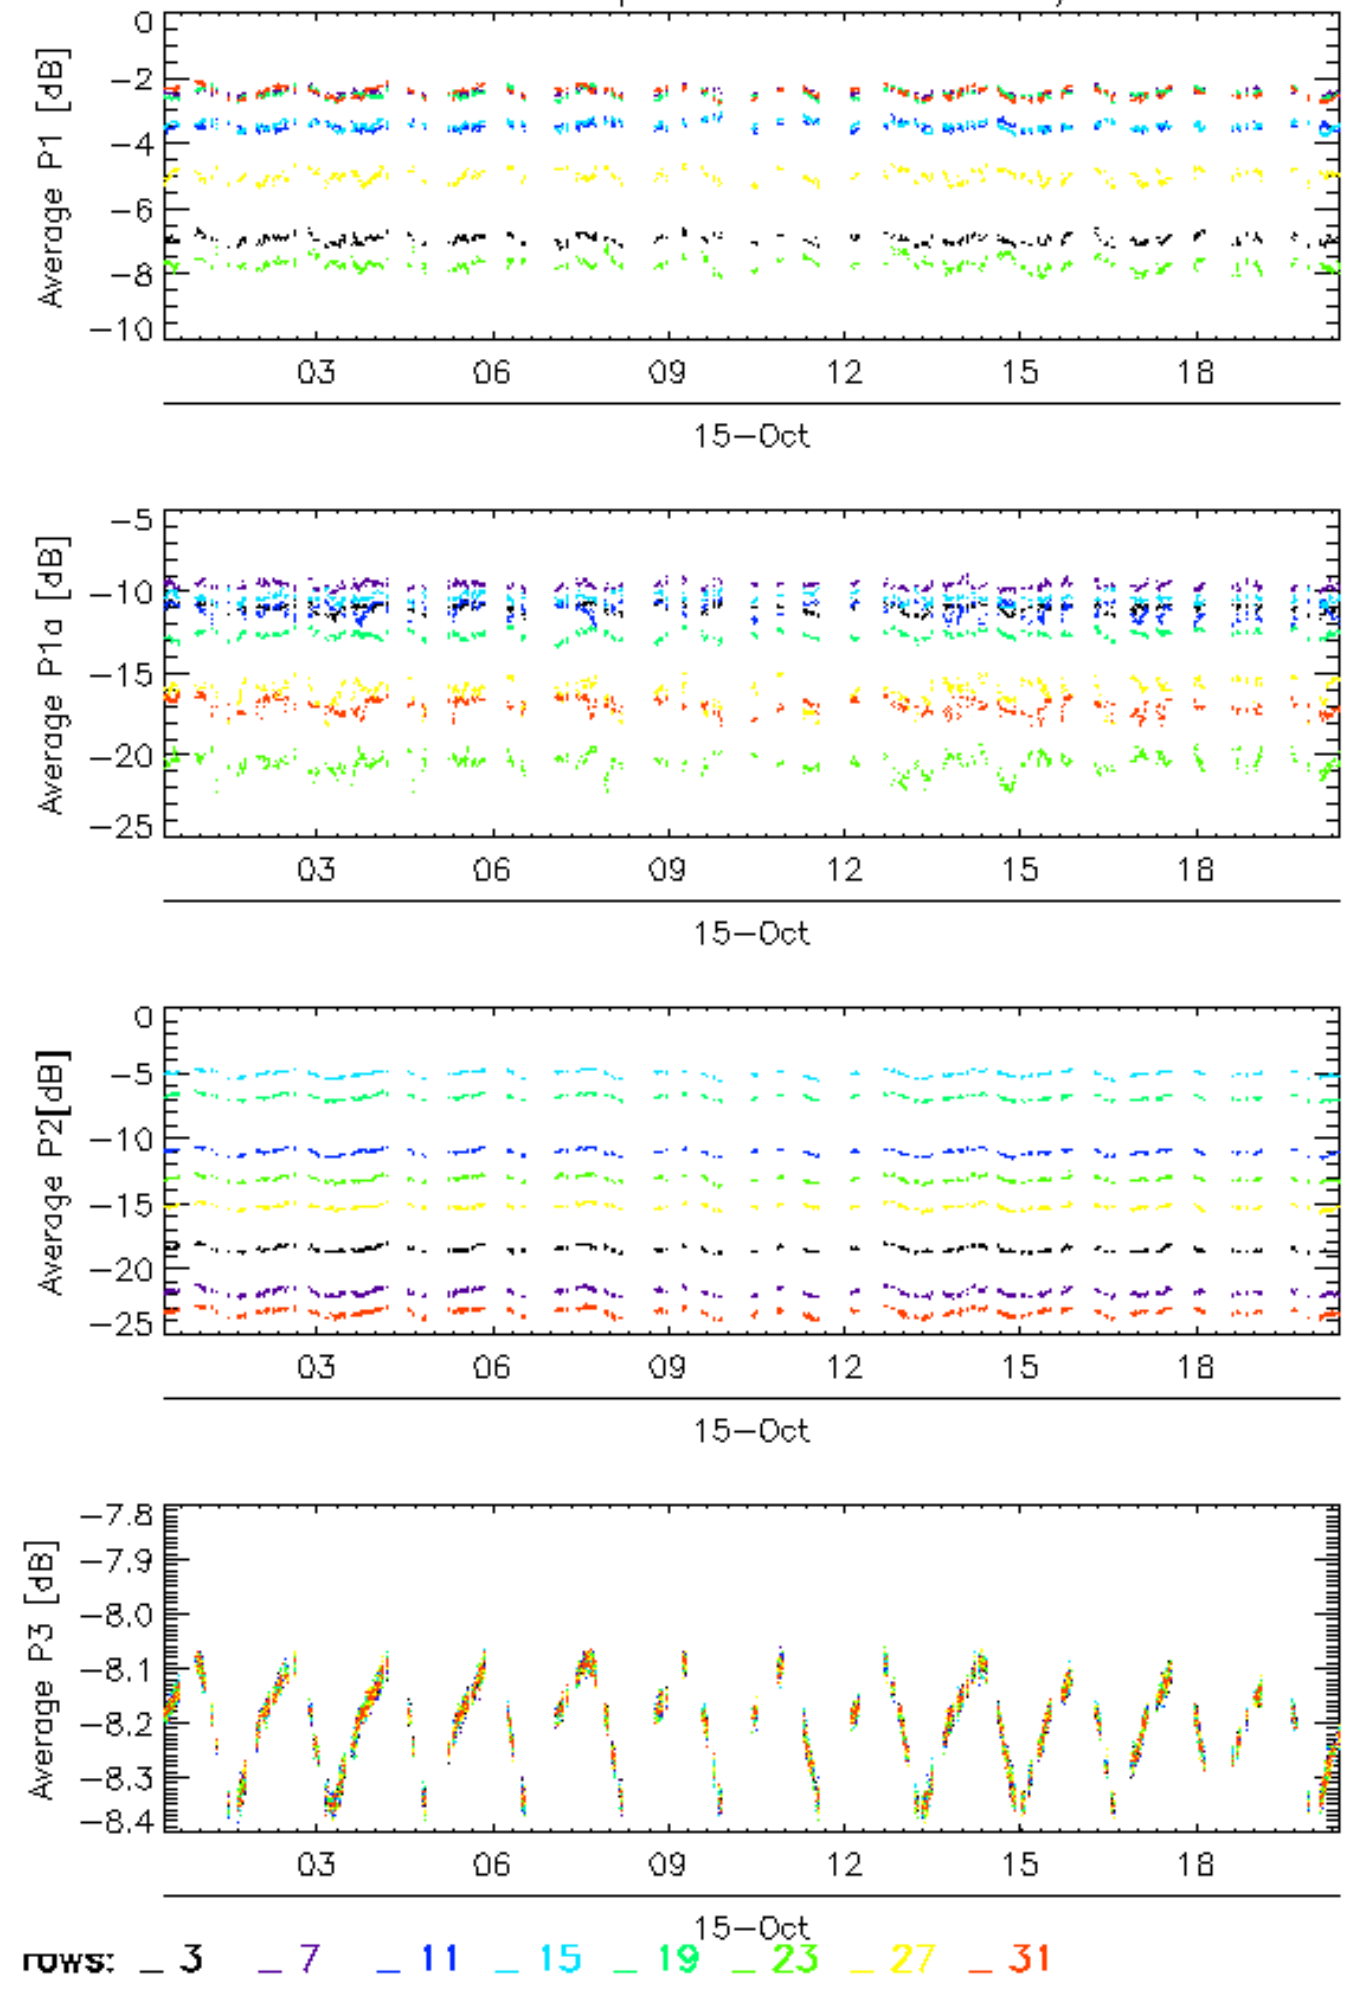 0
−2
−4
−6
−8
−10
Average P1 [dB]
03 06 09 12 15 18
15−Oct
−5
−10
−15
−20
−25
Average P1a [dB]
03 06 09 12 15 18
15−Oct
0
−5
−10
−15
−20
−25
Average P2[dB]
03 06 09 12 15 18
15−Oct
−7.8
−7.9
−8.0
−8.1
−8.2
−8.3
−8.4
Average P3 [dB]
03 06 09 12 15 18
15−Oct
rows: _ 3 _ 7 _ 11 _ 15 _ 19 _ 23 _ 27 _ 31